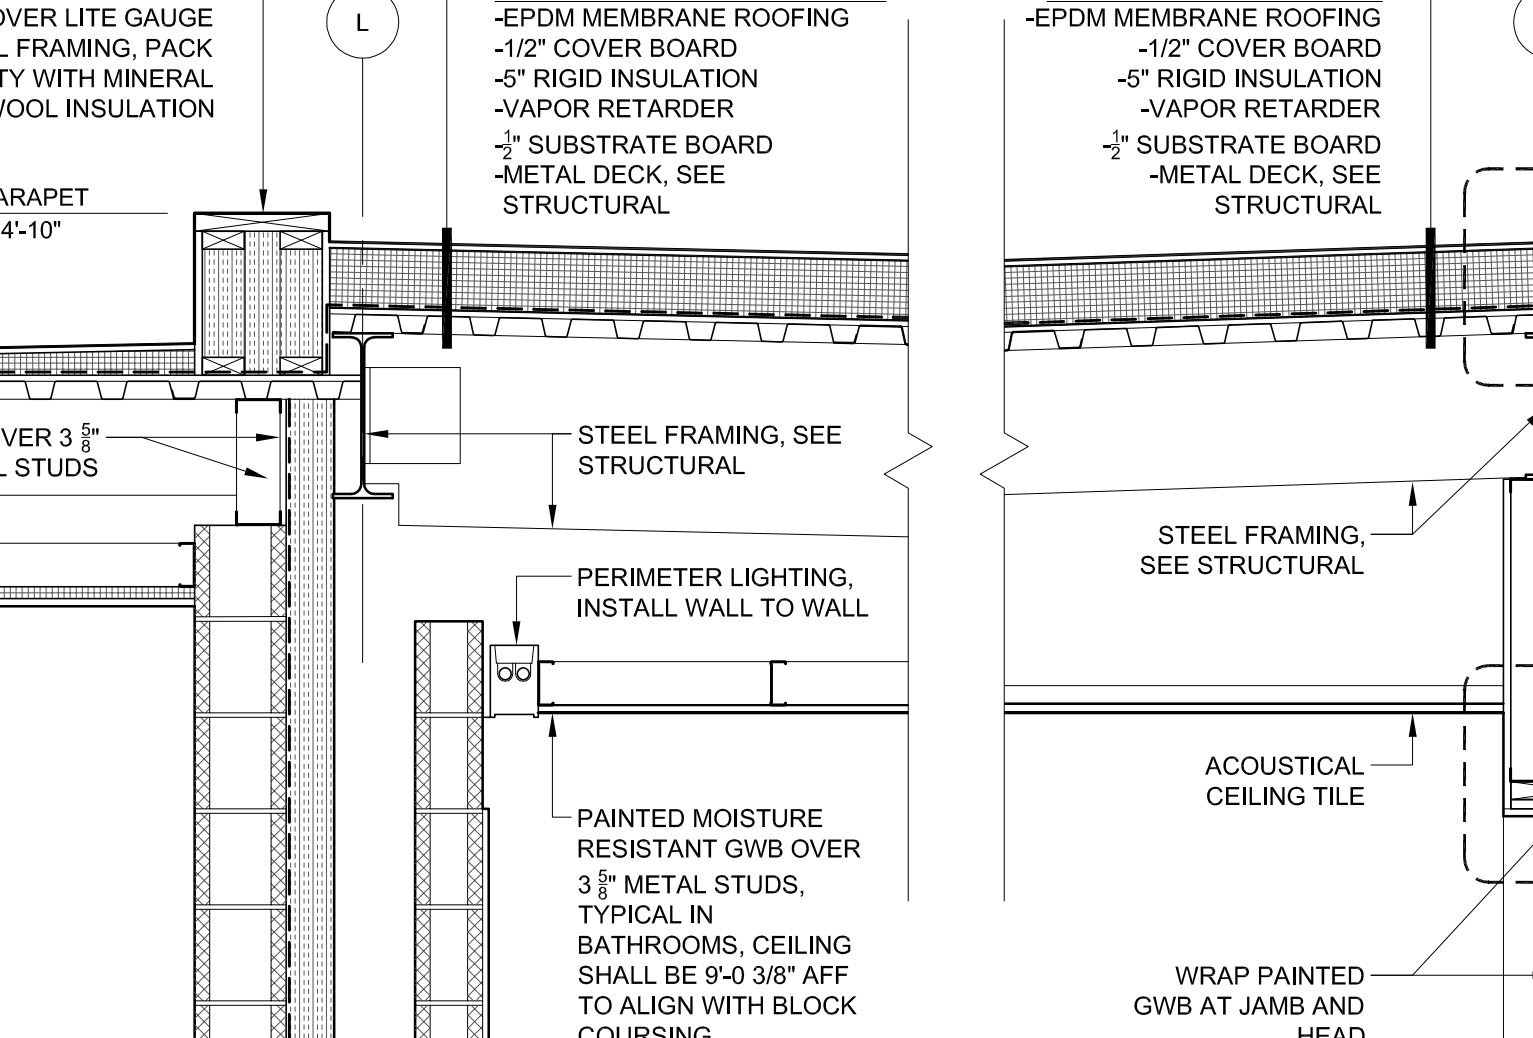 OVER LITE GAUGE
FRAMING, PACK
WITH MINERAL
WOOL INSULATION
4'-10"
L
-EPDM MEMBRANE ROOFING
-1/2" COVER BOARD
-5" RIGID INSULATION
-VAPOR RETARDER
-1/2" SUBSTRATE BOARD
-METAL DECK, SEE
STRUCTURAL
-EPDM MEMBRANE ROOFING
-1/2" COVER BOARD
-5" RIGID INSULATION
-VAPOR RETARDER
-1/2" SUBSTRATE BOARD
-METAL DECK, SEE
STRUCTURAL
3 5/8"
STUDS
STEEL FRAMING, SEE
STRUCTURAL
PERIMETER LIGHTING,
INSTALL WALL TO WALL
PAINTED MOISTURE
RESISTANT GWB OVER
3 5/8" METAL STUDS,
TYPICAL IN
BATHROOMS, CEILING
SHALL BE 9'-0 3/8" AFF
TO ALIGN WITH BLOCK
COURSING
STEEL FRAMING,
SEE STRUCTURAL
ACOUSTICAL
CEILING TILE
WRAP PAINTED
GWB AT JAMB AND
HEAD